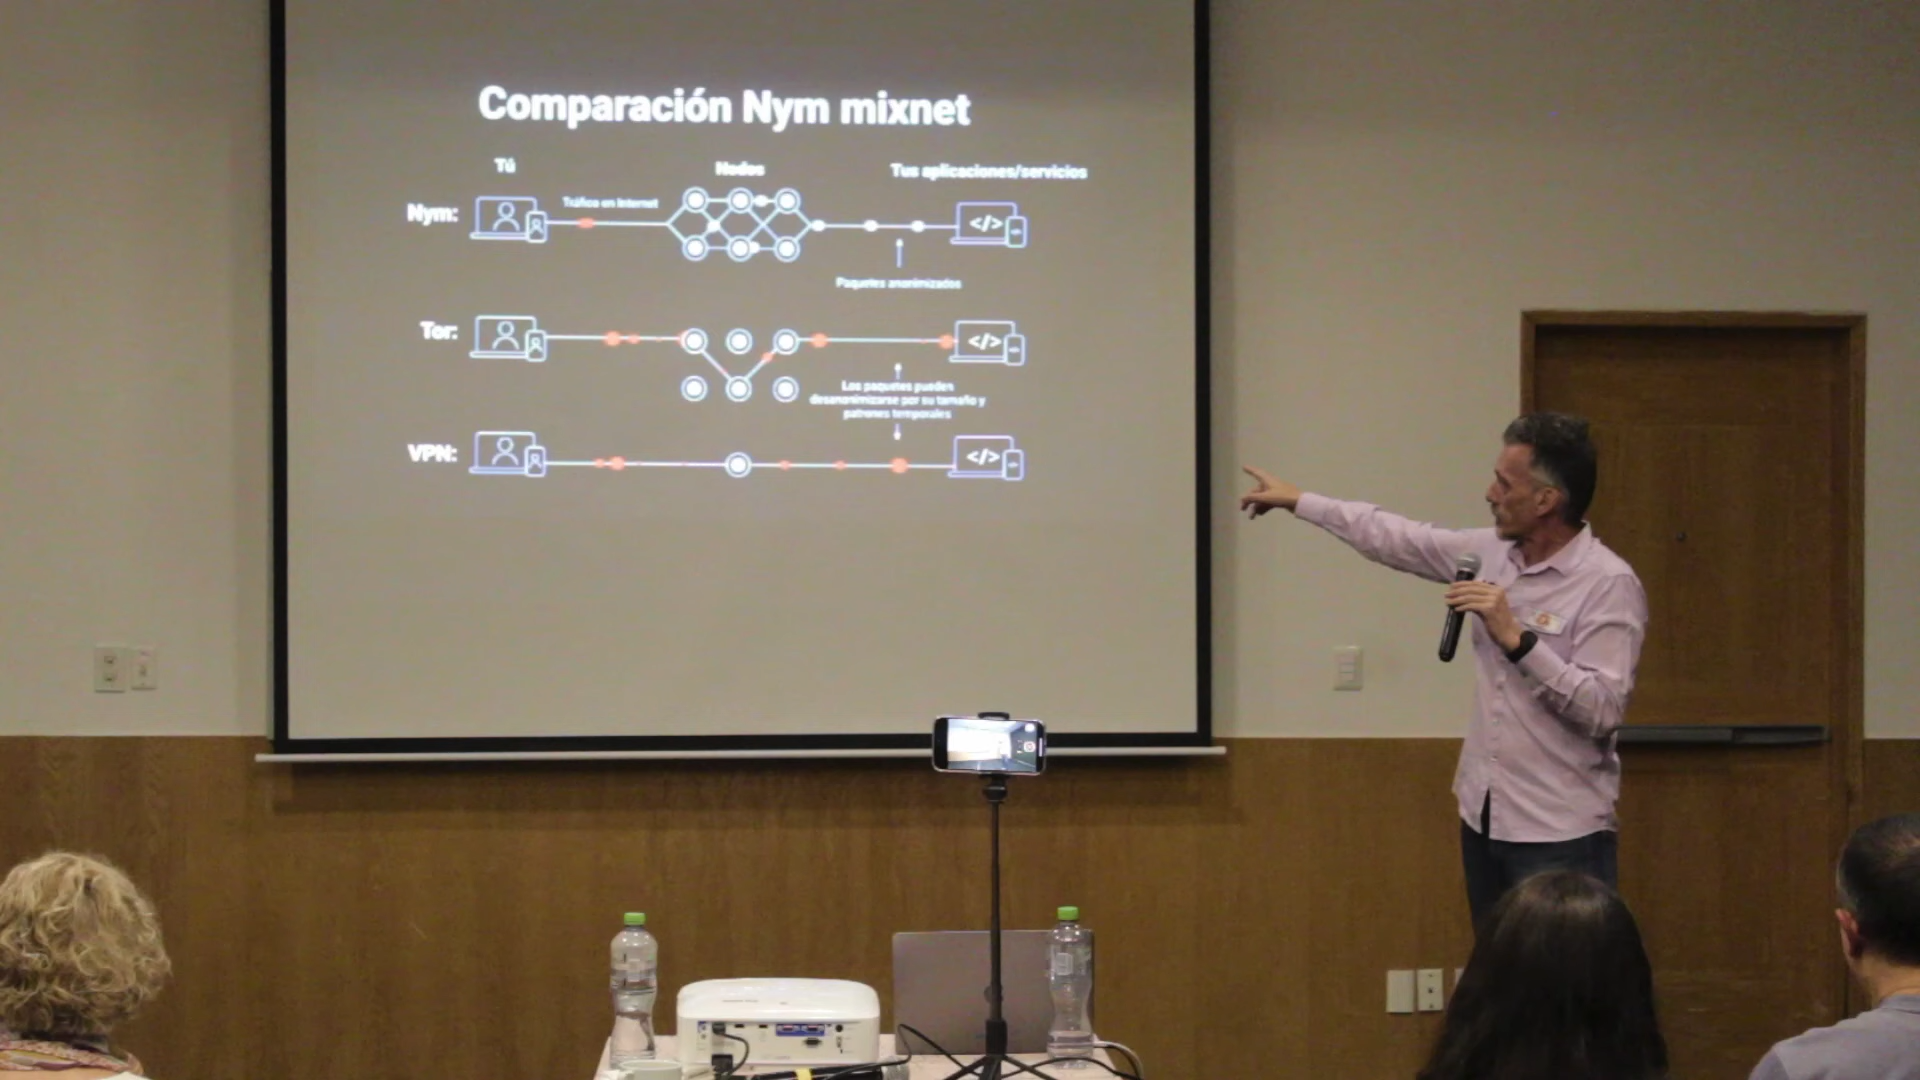 Comparación Nym mixnet
Tú
Nodos
Tus aplicaciones/servicios
Nym:
Tráfico en Internet
</>
Paquetes anonimizados
Tor:
</>
Los paquetes pueden
desanonimizarse por su tamaño y
patrones temporales
VPN:
</>